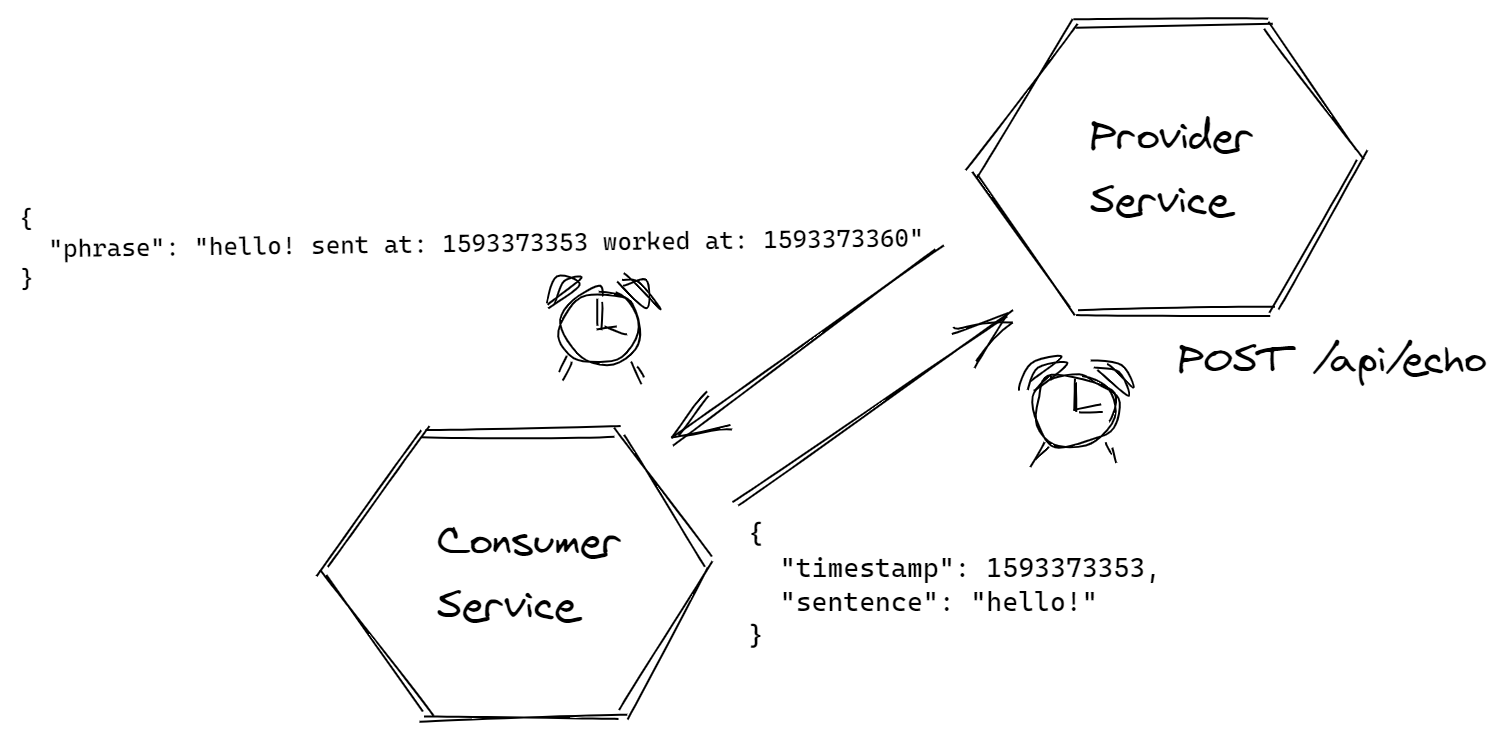 Provider
Service
{
"phrase": "hello! sent at: 1593373353 worked at: 1593373360"
}
POST /api/echo
Consumer
Service
{
"timestamp": 1593373353,
"sentence": "hello!"
}